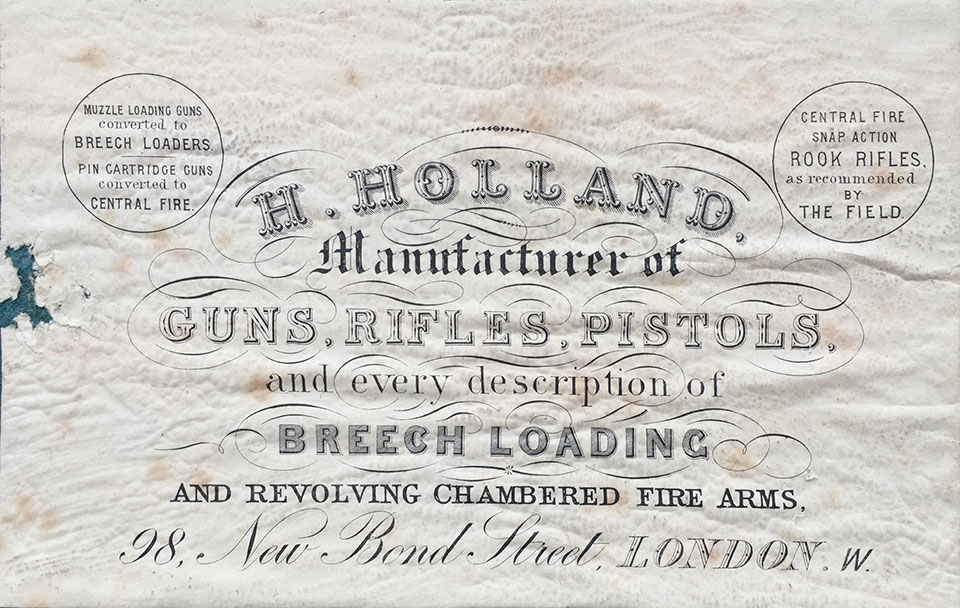 MUZZLE LOADING GUNS
converted to
BREECH LOADERS.
PIN CARTRIDGE GUNS
converted to
CENTRAL FIRE.
CENTRAL FIRE
SNAP ACTION
ROOK RIFLES,
as recommended
BY
THE FIELD.
H. HOLLAND,
Manufacturer of
GUNS, RIFLES, PISTOLS,
and every description of
BREECH LOADING
AND REVOLVING CHAMBERED FIRE ARMS,
98, New Bond Street, LONDON. W.